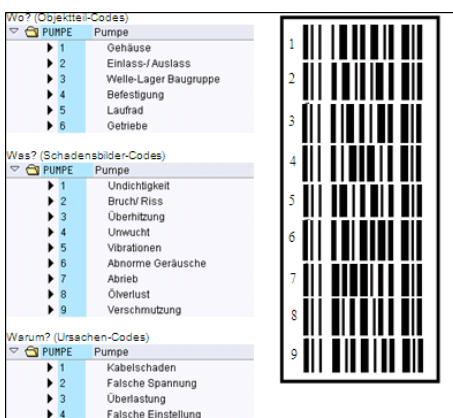 Wo? (Objektteil-Codes)
PUMPE Pumpe
1 Gehäuse
2 Einlass-/ Auslass
3 Welle-Lager Baugruppe
4 Befestigung
5 Laufrad
6 Getriebe
Was? (Schadensbilder-Codes)
PUMPE Pumpe
1 Undichtigkeit
2 Bruch/ Riss
3 Überhitzung
4 Unwucht
5 Vibrationen
6 Abnorme Geräusche
7 Abrieb
8 Ölverlust
9 Verschmutzung
Warum? (Ursachen-Codes)
PUMPE Pumpe
1 Kabelschaden
2 Falsche Spannung
3 Überlastung
4 Falsche Einstellung
1
2
3
4
5
6
7
8
9